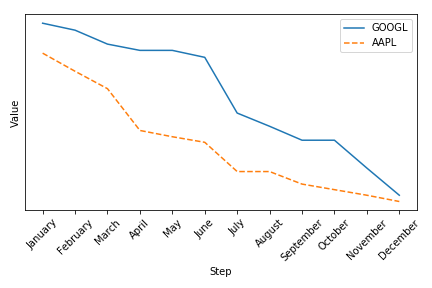 GOOGL
AAPL
Value
January
February
March
April
May
June
July
August
September
October
November
December
Step